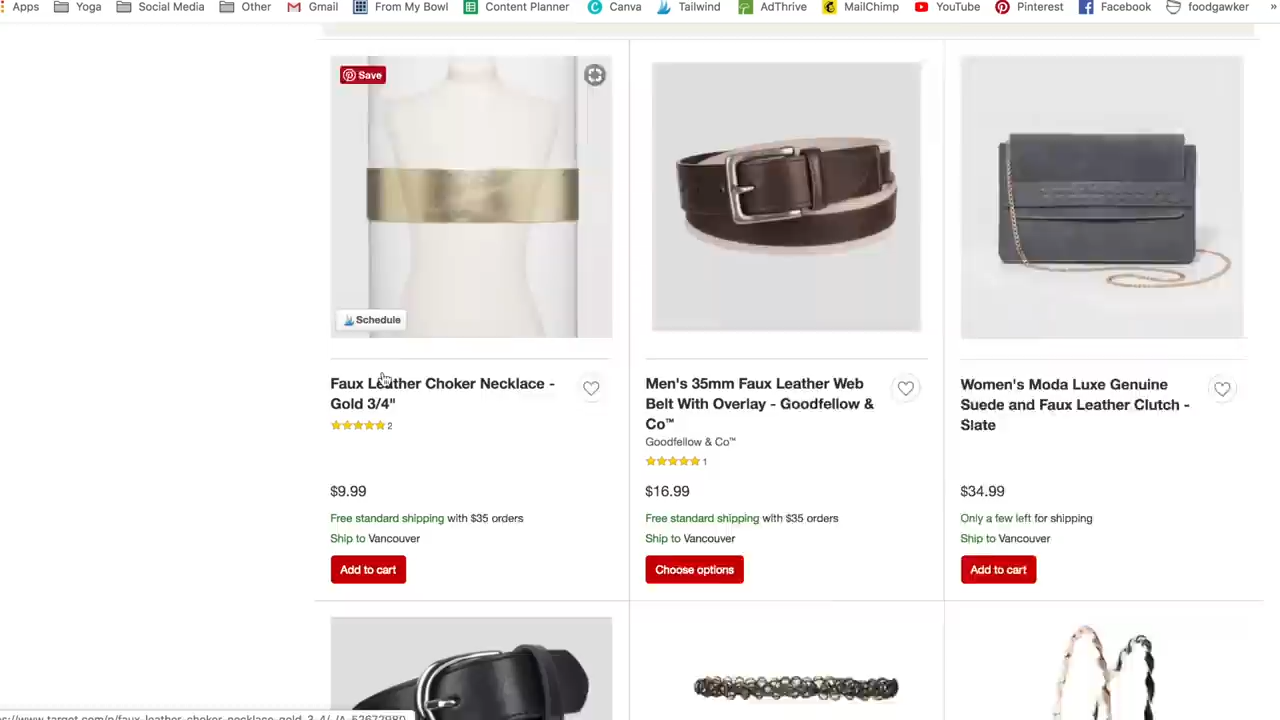 Apps Yoga Social Media Other Gmail From My Bowl Content Planner Canva Tailwind AdThrive MailChimp YouTube Pinterest Facebook foodgawker »
Save
Schedule
Faux Leather Choker Necklace -
Gold 3/4"
2
$9.99
Free standard shipping with $35 orders
Ship to Vancouver
Add to cart
Men's 35mm Faux Leather Web
Belt With Overlay - Goodfellow &
Co™
Goodfellow & Co™
1
$16.99
Free standard shipping with $35 orders
Ship to Vancouver
Choose options
Women's Moda Luxe Genuine
Suede and Faux Leather Clutch -
Slate
$34.99
Only a few left for shipping
Ship to Vancouver
Add to cart